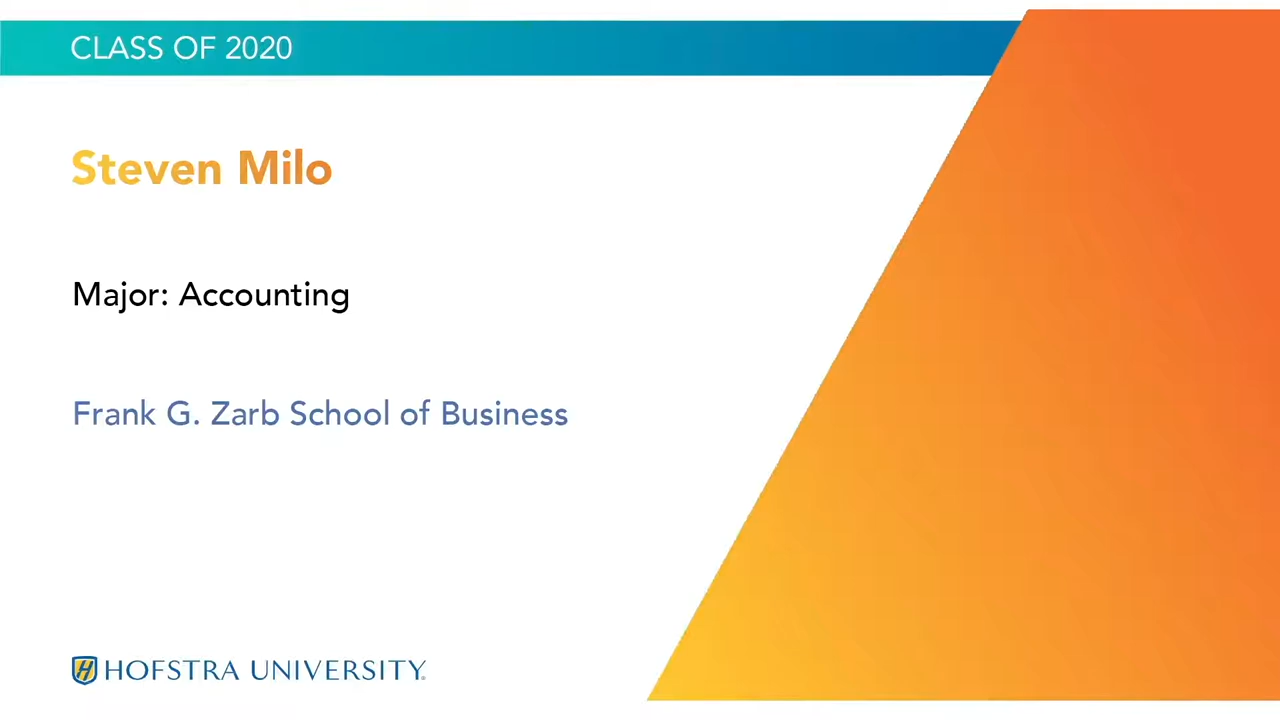 CLASS OF 2020
Steven Milo
Major: Accounting
Frank G. Zarb School of Business
HOFSTRA UNIVERSITY®